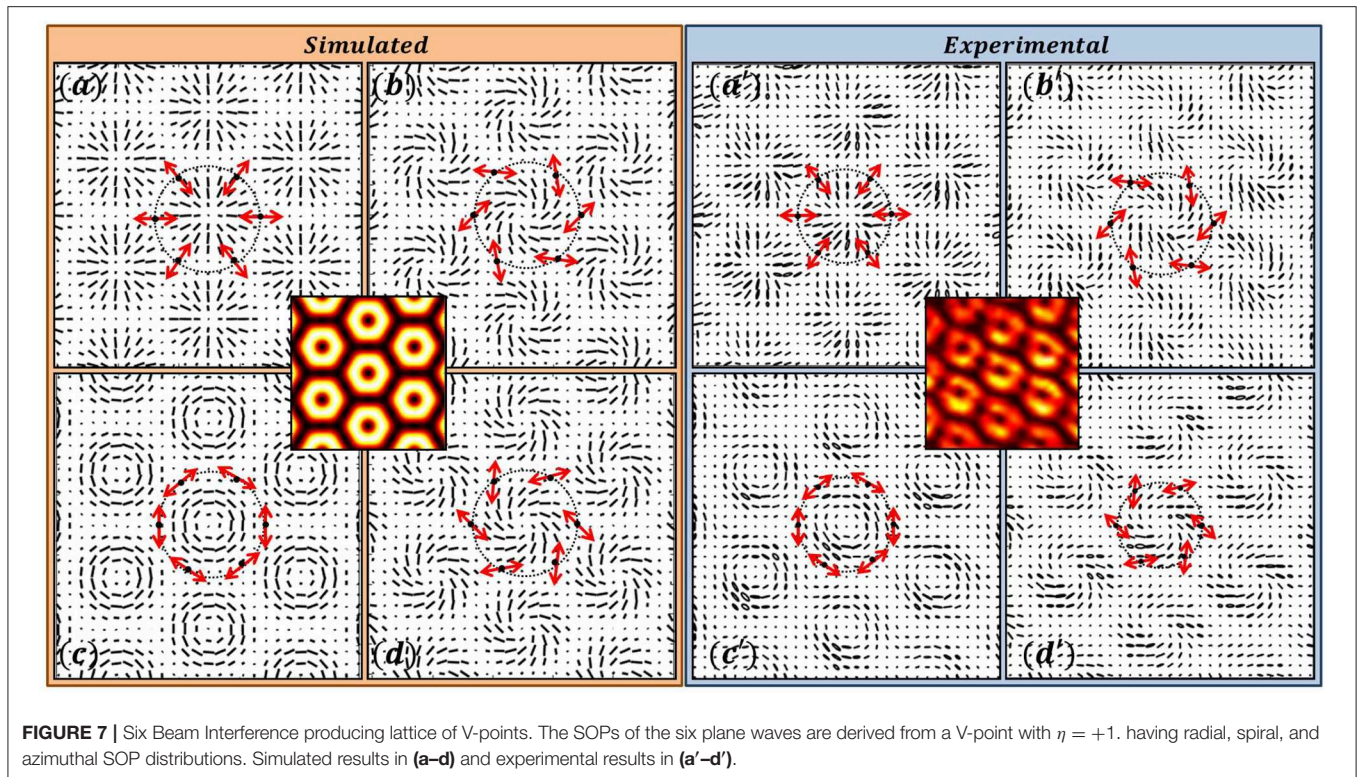 Simulated
Experimental
(a)
(b)
(a′)
(b′)
(c)
(d)
(c′)
(d′)
FIGURE 7 | Six Beam Interference producing lattice of V-points. The SOPs of the six plane waves are derived from a V-point with η = +1. having radial, spiral, and
azimuthal SOP distributions. Simulated results in (a–d) and experimental results in (a′–d′).